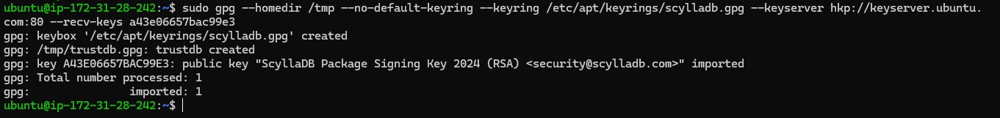 ubuntu@ip-172-31-28-242:~$ sudo gpg --homedir /tmp --no-default-keyring --keyring /etc/apt/keyrings/scylladb.gpg --keyserver hkp://keyserver.ubuntu.
com:80 --recv-keys a43e06657bac99e3
gpg: keybox '/etc/apt/keyrings/scylladb.gpg' created
gpg: /tmp/trustdb.gpg: trustdb created
gpg: key A43E06657BAC99E3: public key "ScyllaDB Package Signing Key 2024 (RSA) <security@scylladb.com>" imported
gpg: Total number processed: 1
gpg:               imported: 1
ubuntu@ip-172-31-28-242:~$